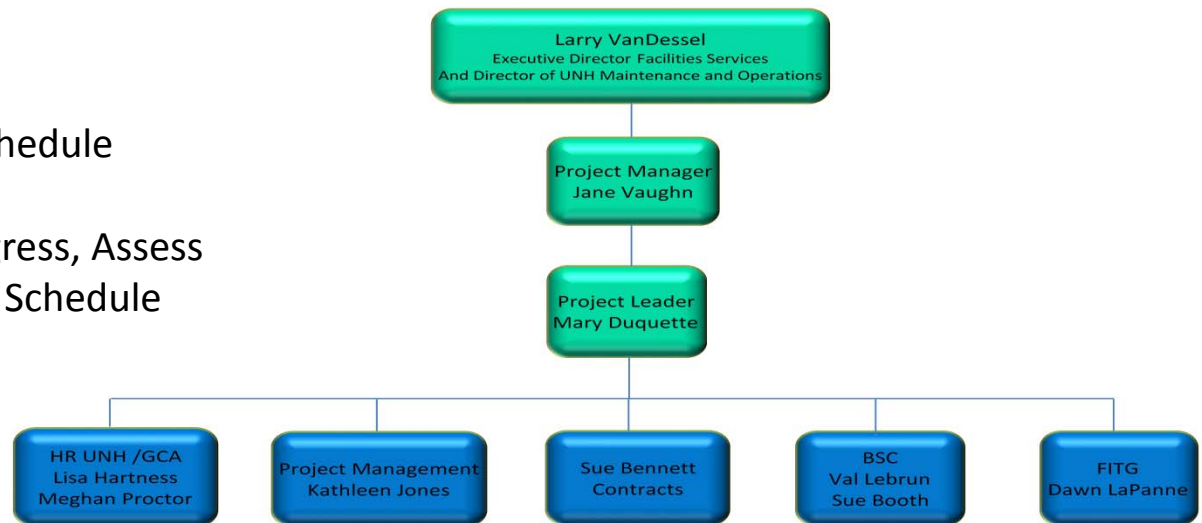 hedule
gress, Assess
Schedule
Larry VanDessel
Executive Director Facilities Services
And Director of UNH Maintenance and Operations
Project Manager
Jane Vaughn
Project Leader
Mary Duquette
HR UNH /GCA
Lisa Hartness
Meghan Proctor
Project Management
Kathleen Jones
Sue Bennett
Contracts
BSC
Val Lebrun
Sue Booth
FITG
Dawn LaPanne